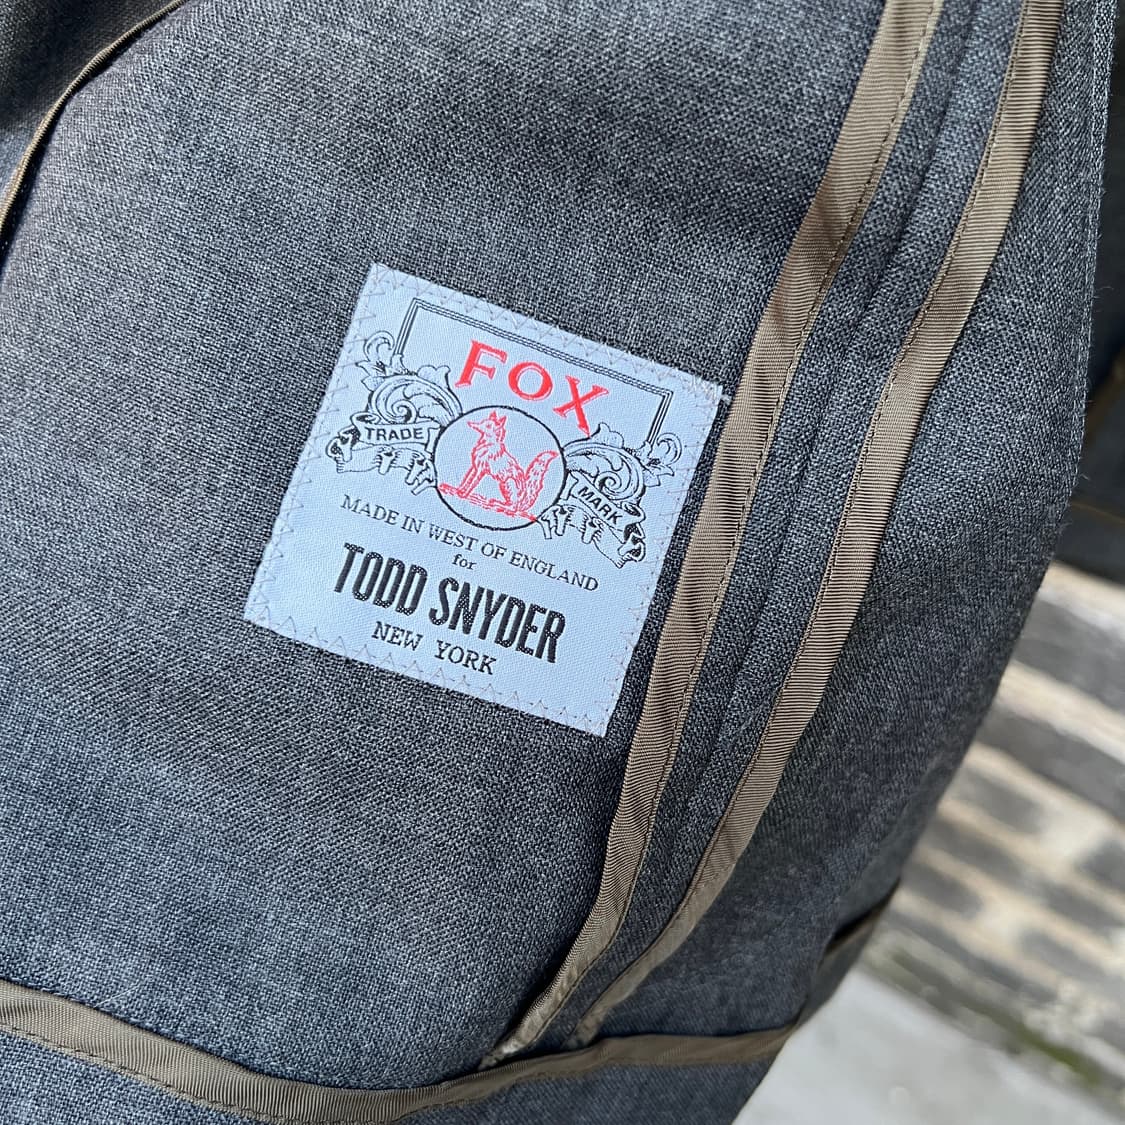 FOX
TRADE MARK
MADE IN WEST OF ENGLAND
for
TODD SNYDER
NEW YORK